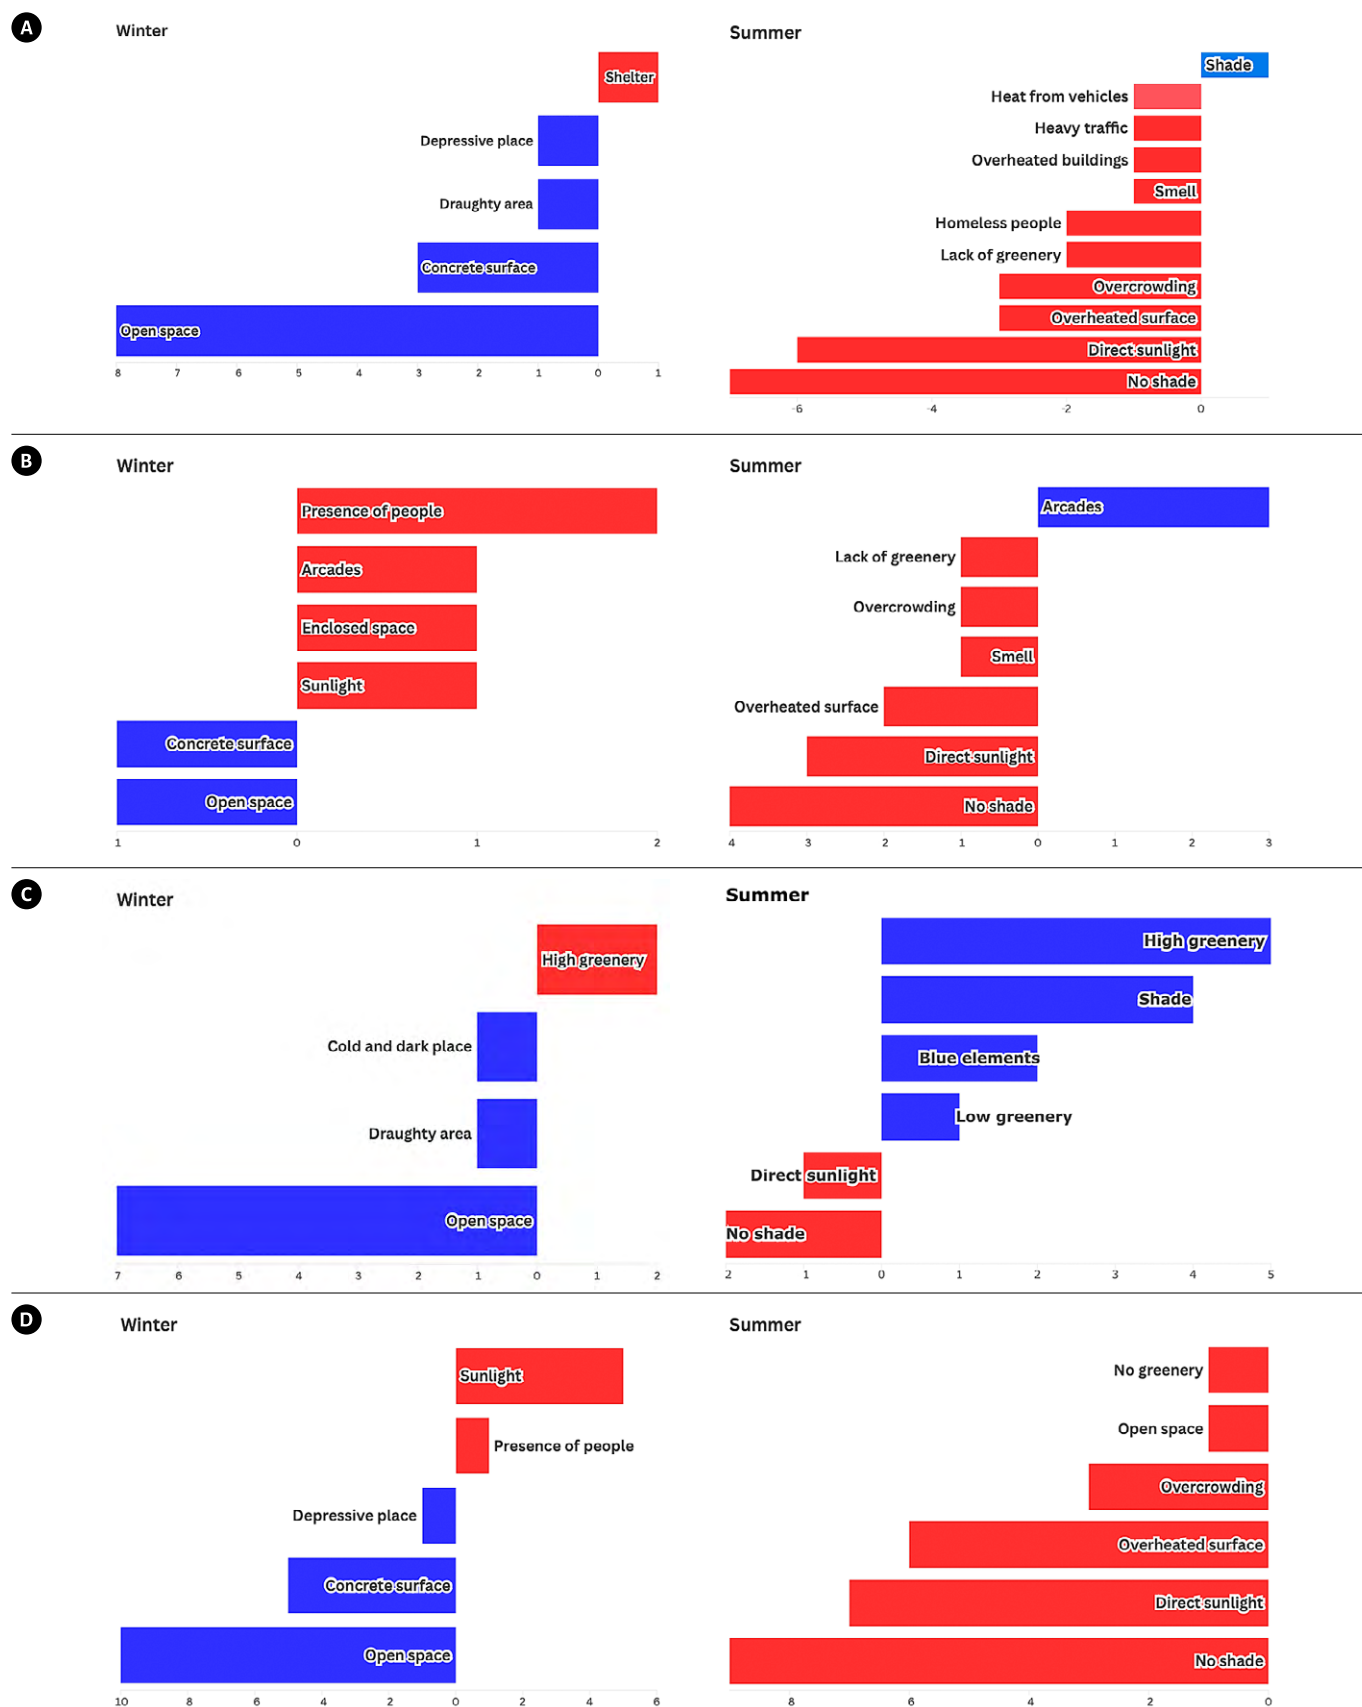 A
Winter
Shelter
Depressive place
Draughty area
Concrete surface
Open space
8 7 6 5 4 3 2 1 0 1
Summer
Shade
Heat from vehicles
Heavy traffic
Overheated buildings
Smell
Homeless people
Lack of greenery
Overcrowding
Overheated surface
Direct sunlight
No shade
-6 -4 -2 0
B
Winter
Presence of people
Arcades
Enclosed space
Sunlight
Concrete surface
Open space
1 0 1 2
Summer
Arcades
Lack of greenery
Overcrowding
Smell
Overheated surface
Direct sunlight
No shade
4 3 2 1 0 1 2 3
C
Winter
High greenery
Cold and dark place
Draughty area
Open space
7 6 5 4 3 2 1 0 1 2
Summer
High greenery
Shade
Blue elements
Low greenery
Direct sunlight
No shade
2 1 0 1 2 3 4 5
D
Winter
Sunlight
Presence of people
Depressive place
Concrete surface
Open space
10 8 6 4 2 0 2 4 6
Summer
No greenery
Open space
Overcrowding
Overheated surface
Direct sunlight
No shade
8 6 4 2 0